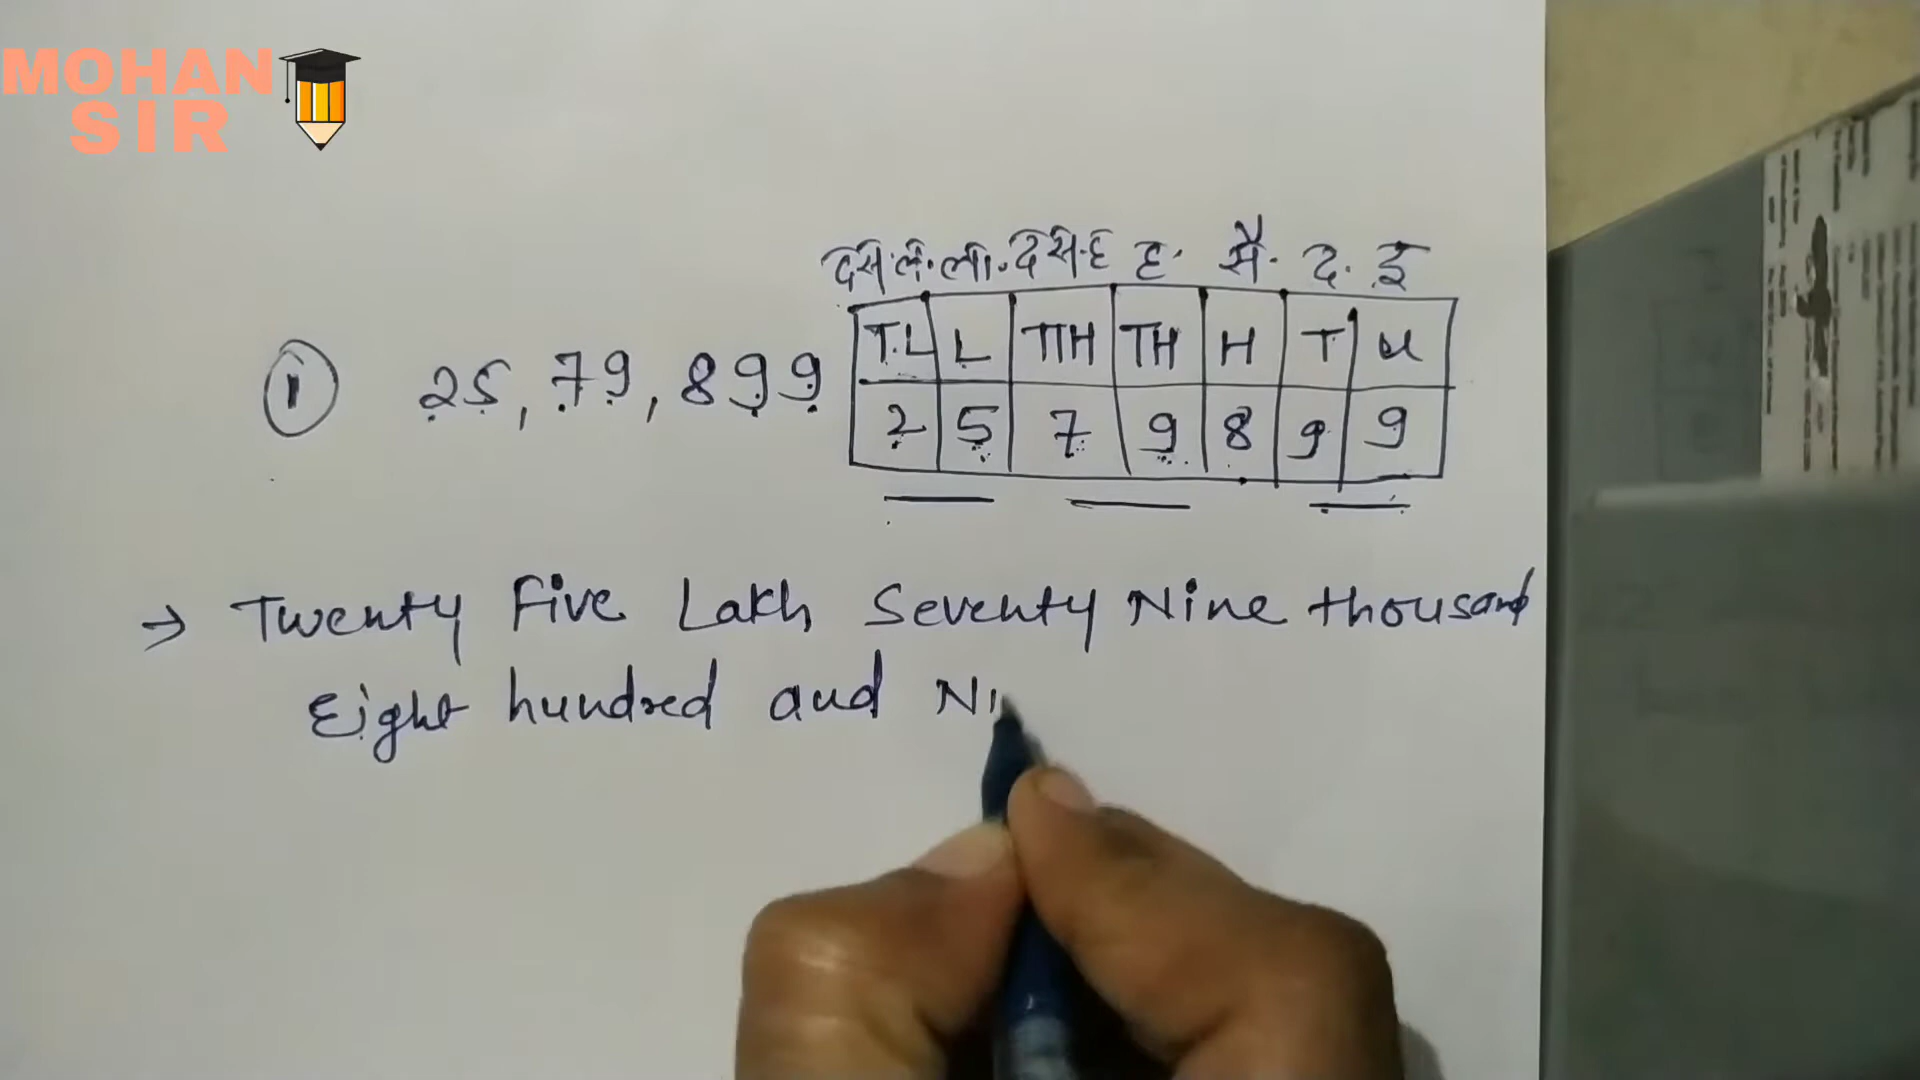 MOHAN
SIR
दस.ल. ला. दस.ह ह. सै. द. इ
① 25,79,899
T.L L TTH TH H T U
2 5 7 9 8 9 9
→ Twenty Five Lakh Seventy Nine thousand
Eight hundred and Ni